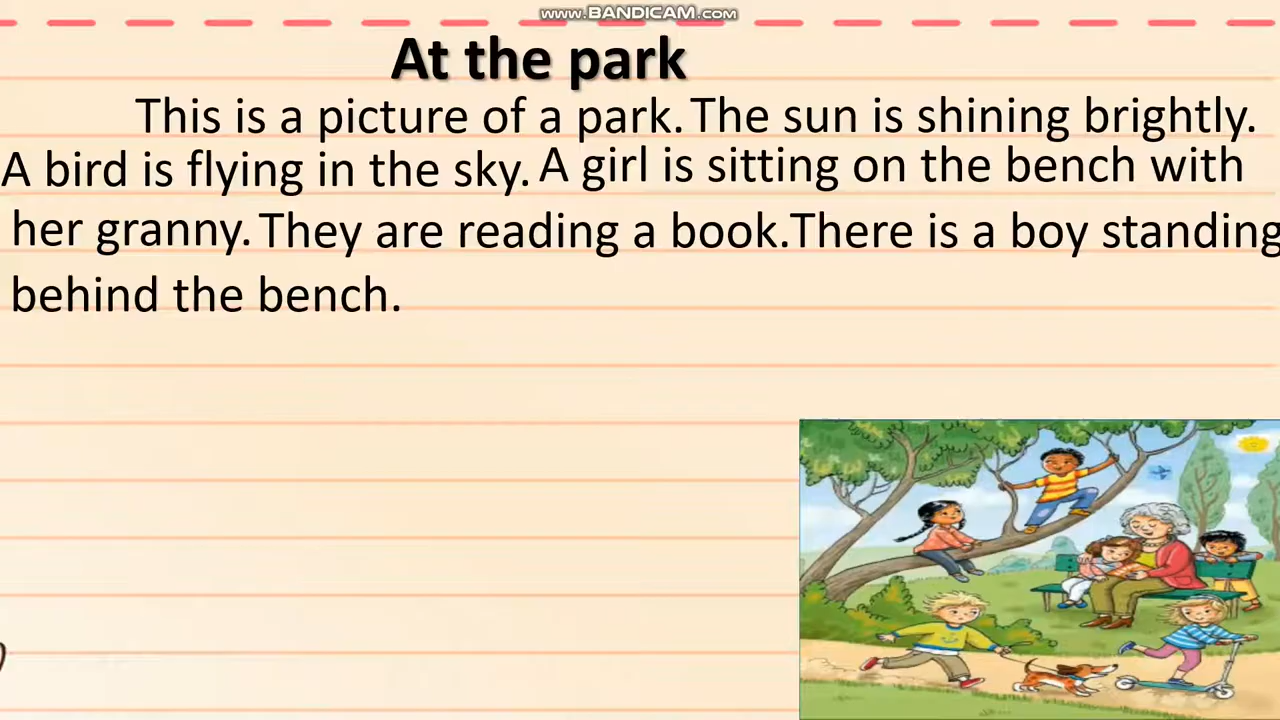 www.BANDICAM.com
At the park
This is a picture of a park. The sun is shining brightly.
A bird is flying in the sky. A girl is sitting on the bench with
her granny. They are reading a book. There is a boy standing
behind the bench.